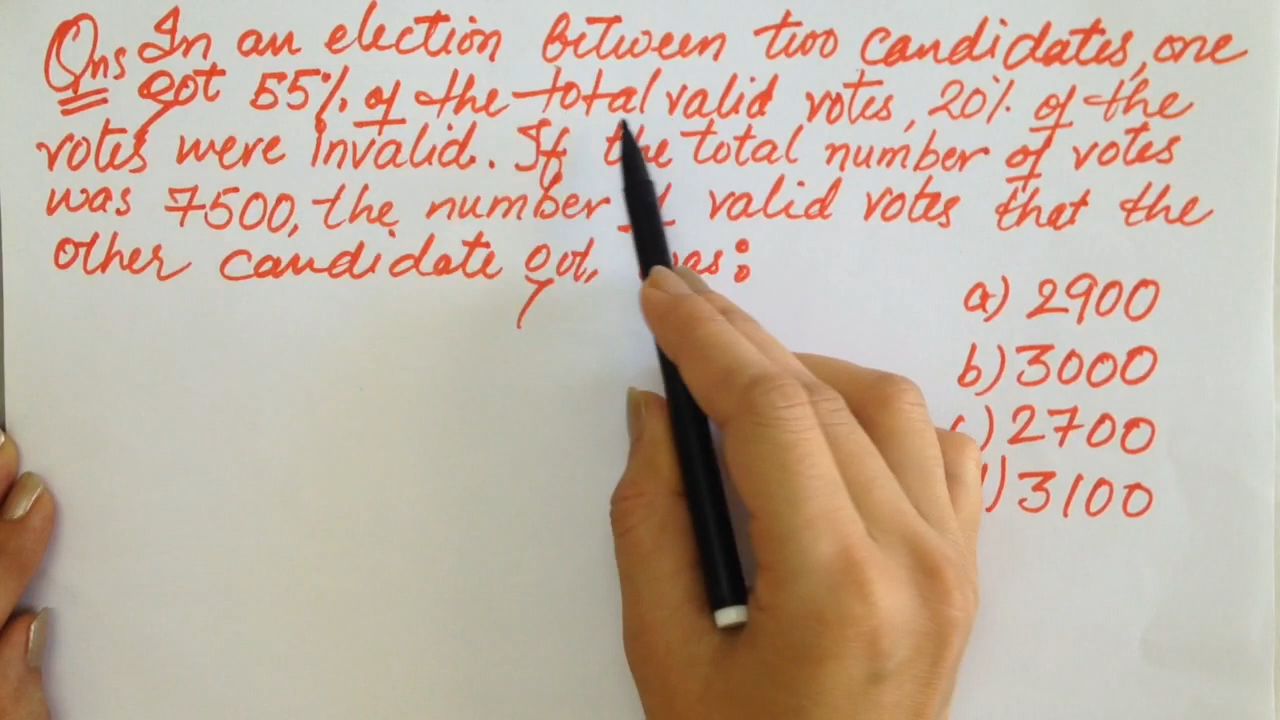 Qns In an election between two candidates, one
got 55% of the total valid votes, 20% of the
votes were invalid. If the total number of votes
was 7500, the number valid votes that the
other candidate got, was:
a) 2900
b) 3000
c) 2700
d) 3100